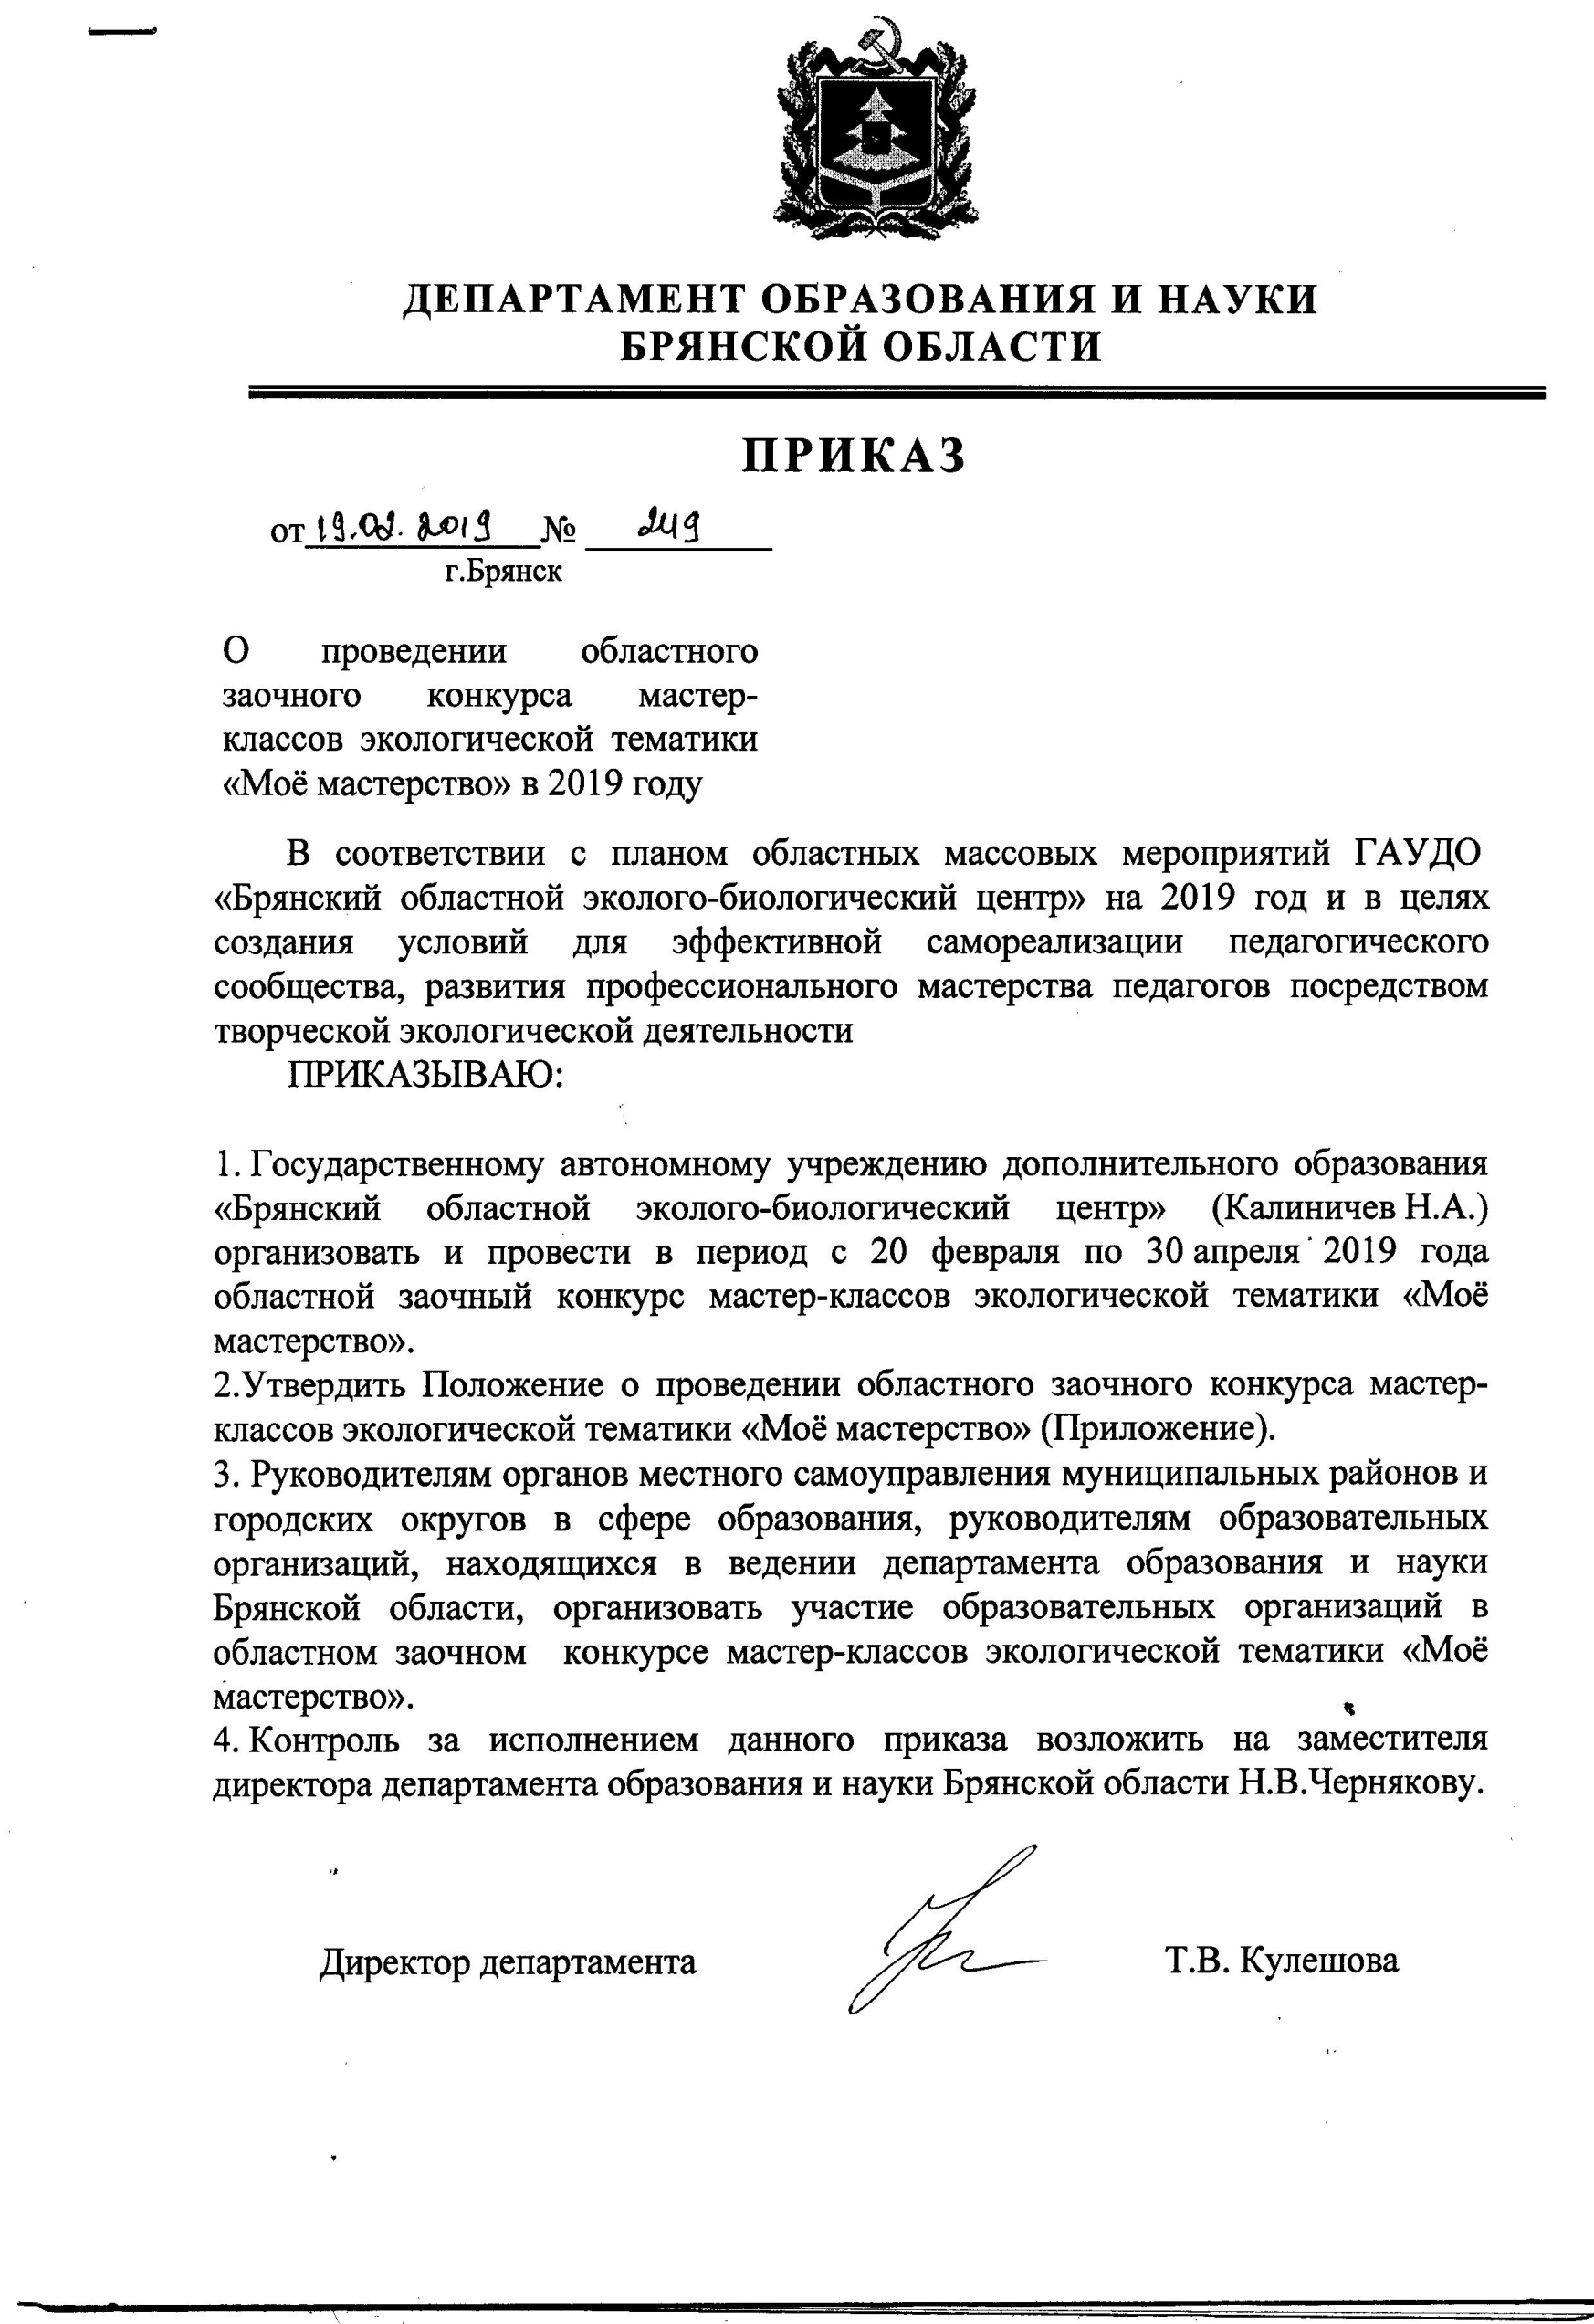 ДЕПАРТАМЕНТ ОБРАЗОВАНИЯ И НАУКИ
БРЯНСКОЙ ОБЛАСТИ
ПРИКАЗ
от 19.02.2019 № 249
г.Брянск
О проведении областного
заочного конкурса мастер-
классов экологической тематики
«Моё мастерство» в 2019 году
В соответствии с планом областных массовых мероприятий ГАУДО
«Брянский областной эколого-биологический центр» на 2019 год и в целях
создания условий для эффективной самореализации педагогического
сообщества, развития профессионального мастерства педагогов посредством
творческой экологической деятельности
ПРИКАЗЫВАЮ:
1. Государственному автономному учреждению дополнительного образования
«Брянский областной эколого-биологический центр» (Калиничев Н.А.)
организовать и провести в период с 20 февраля по 30 апреля 2019 года
областной заочный конкурс мастер-классов экологической тематики «Моё
мастерство».
2.Утвердить Положение о проведении областного заочного конкурса мастер-
классов экологической тематики «Моё мастерство» (Приложение).
3. Руководителям органов местного самоуправления муниципальных районов и
городских округов в сфере образования, руководителям образовательных
организаций, находящихся в ведении департамента образования и науки
Брянской области, организовать участие образовательных организаций в
областном заочном конкурсе мастер-классов экологической тематики «Моё
мастерство».
4. Контроль за исполнением данного приказа возложить на заместителя
директора департамента образования и науки Брянской области Н.В.Чернякову.
Директор департамента Т.В. Кулешова